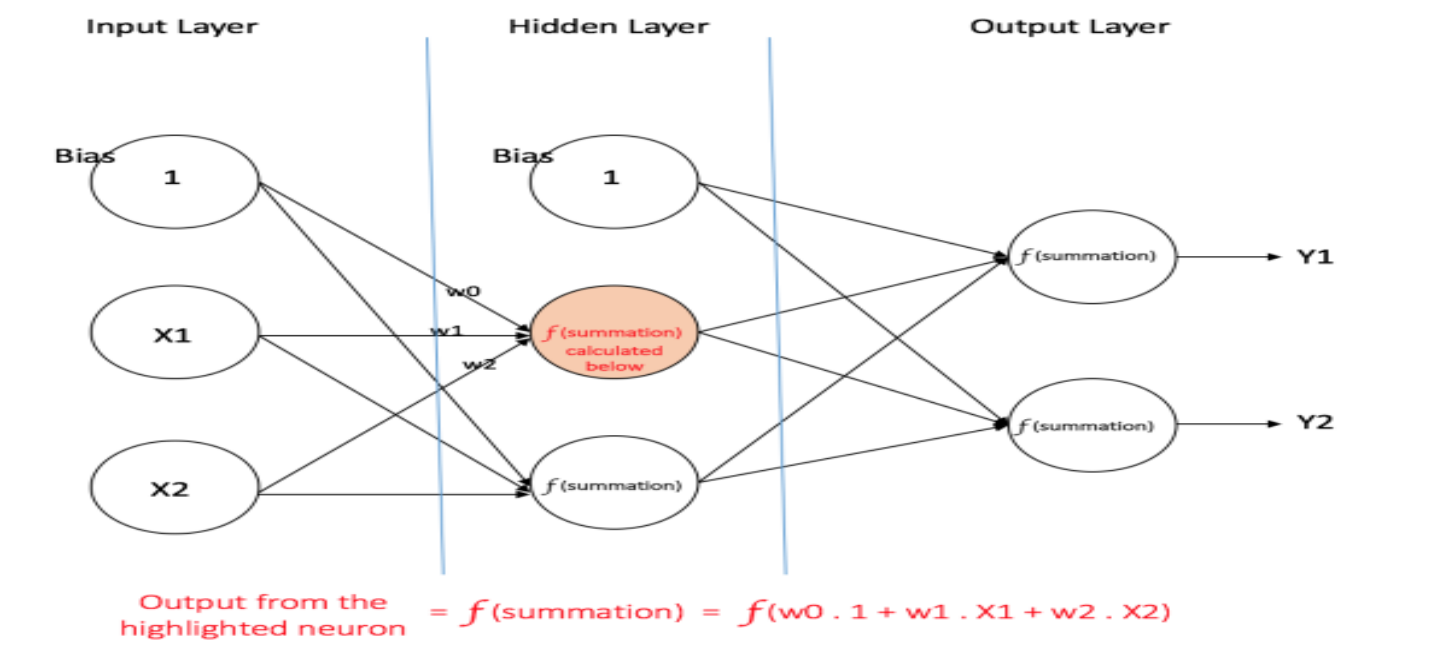 Input Layer
Hidden Layer
Output Layer
Bias
1
Bias
1
w0
f(summation)
Y1
X1
w1
f(summation)
calculated
below
w2
f(summation)
Y2
X2
f(summation)
Output from the
highlighted neuron
= f(summation) = f(w0 . 1 + w1 . X1 + w2 . X2)